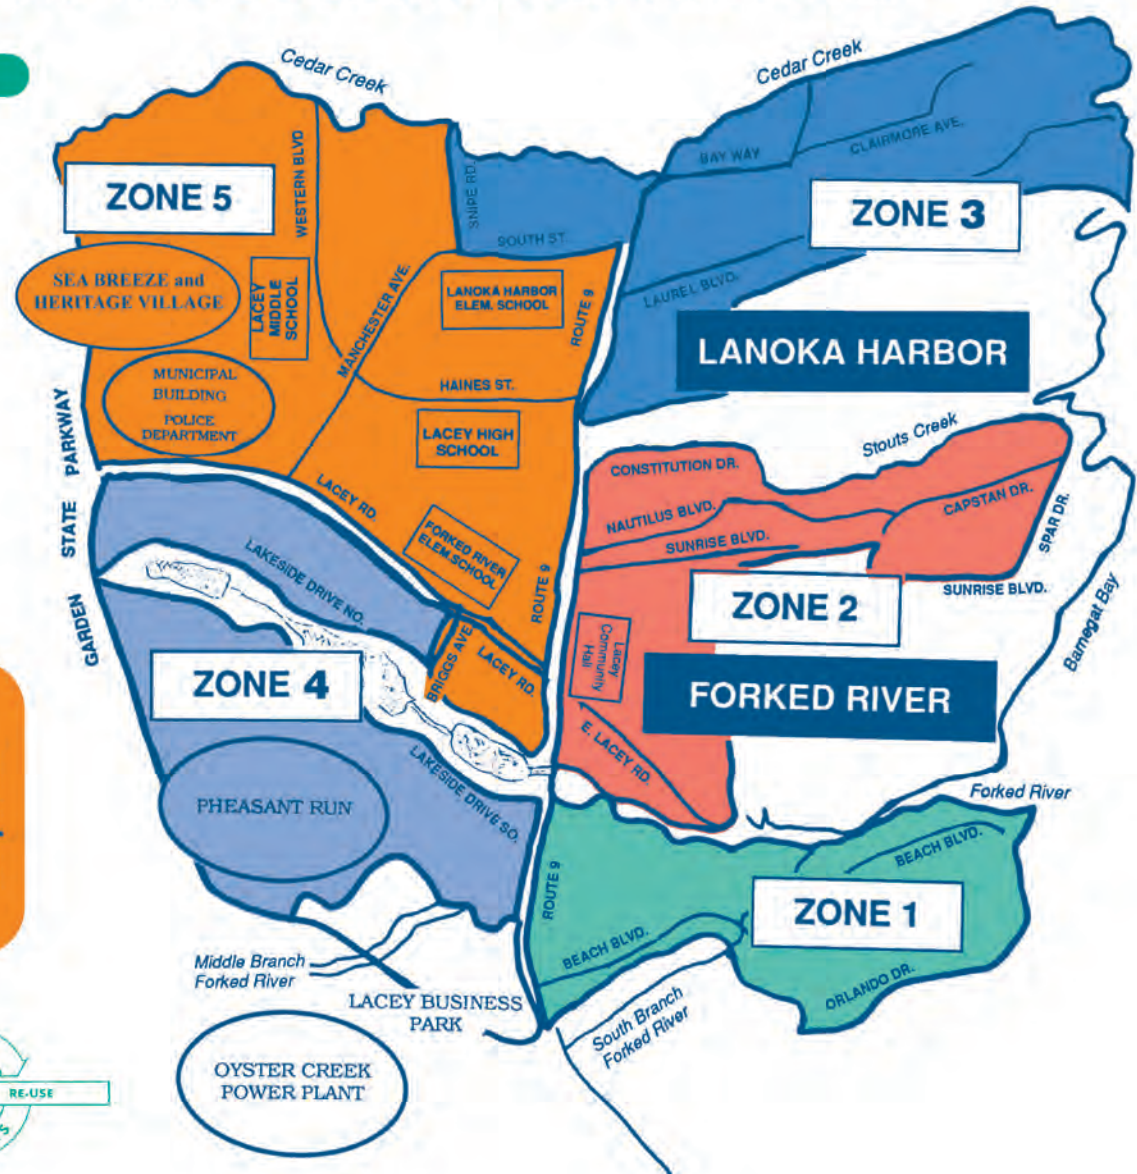 Cedar Creek
Cedar Creek
BAY WAY
CLAIRMORE AVE.
ZONE 5
WESTERN BLVD
SNIPE RD.
ZONE 3
SOUTH ST.
SEA BREEZE and
HERITAGE VILLAGE
LACEY
MIDDLE
SCHOOL
MANCHESTER AVE.
LANOKA HARBOR
ELEM. SCHOOL
ROUTE 9
LAUREL BLVD.
LANOKA HARBOR
MUNICIPAL
BUILDING
POLICE
DEPARTMENT
HAINES ST.
LACEY HIGH
SCHOOL
GARDEN STATE PARKWAY
Stouts Creek
CONSTITUTION DR.
NAUTILUS BLVD.
CAPSTAN DR.
SUNRISE BLVD.
SPAR DR.
SUNRISE BLVD.
LACEY RD.
FORKED RIVER
ELEM. SCHOOL
ROUTE 9
LAKESIDE DRIVE NO.
ZONE 2
Barnegat Bay
Lacey
Community
Hall
BRIGGS AVE.
LACEY RD.
ZONE 4
FORKED RIVER
E. LACEY RD.
LAKESIDE DRIVE SO.
PHEASANT RUN
Forked River
BEACH BLVD.
ROUTE 9
ZONE 1
BEACH BLVD.
ORLANDO DR.
Middle Branch
Forked River
LACEY BUSINESS
PARK
South Branch
Forked River
OYSTER CREEK
POWER PLANT
RE-USE